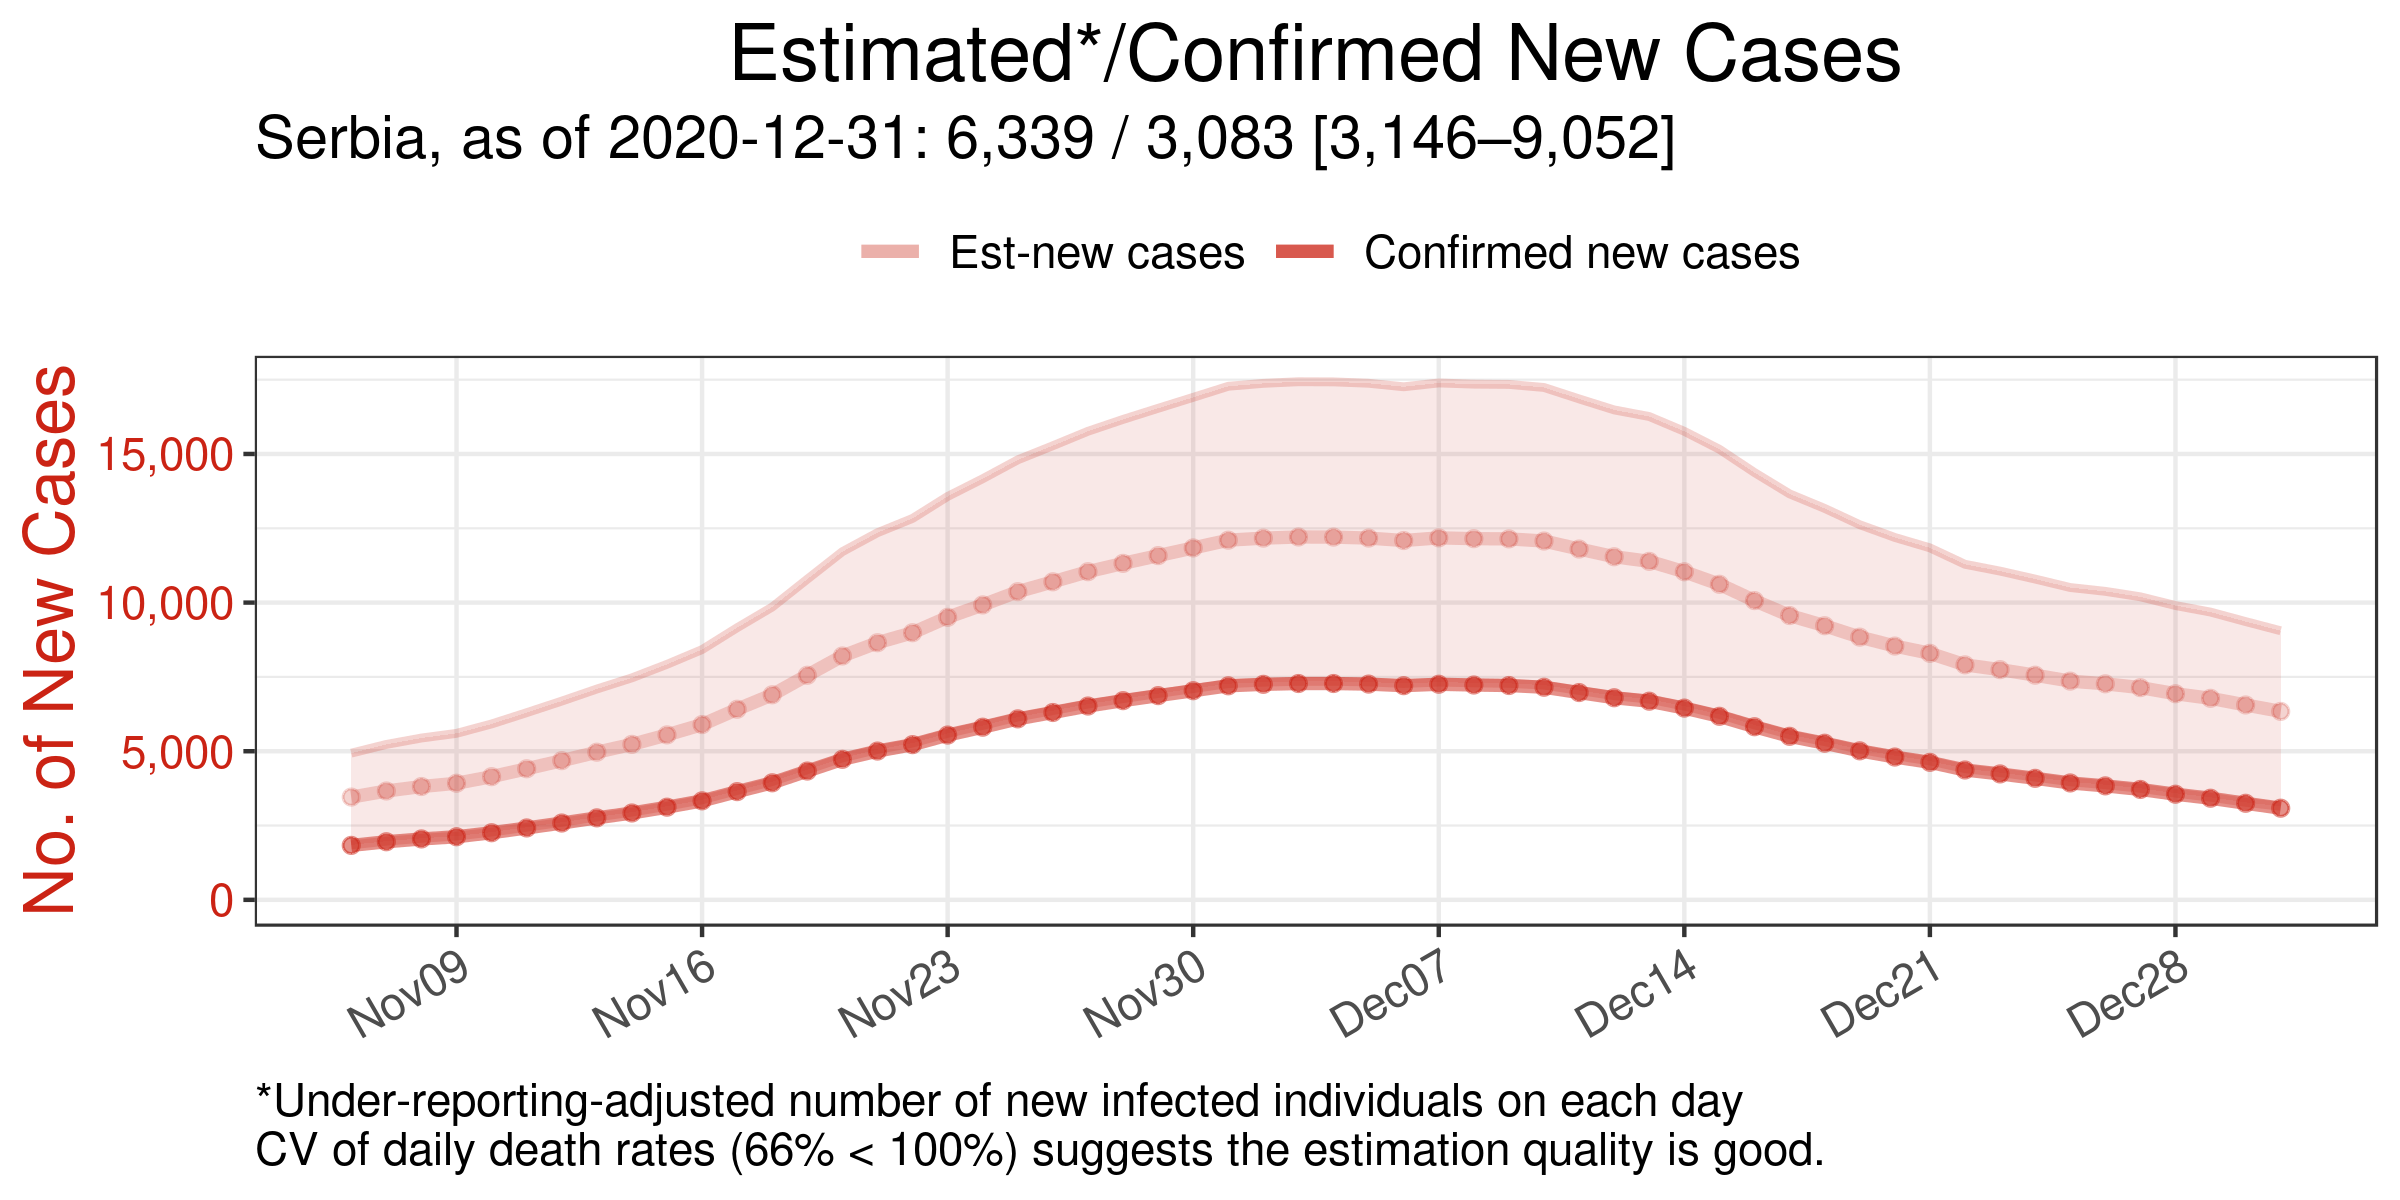 Estimated*/Confirmed New Cases
Serbia, as of 2020-12-31: 6,339 / 3,083 [3,146–9,052]
Est-new cases Confirmed new cases
No. of New Cases
15,000
10,000
5,000
0
Nov09 Nov16 Nov23 Nov30 Dec07 Dec14 Dec21 Dec28
*Under-reporting-adjusted number of new infected individuals on each day
CV of daily death rates (66% < 100%) suggests the estimation quality is good.